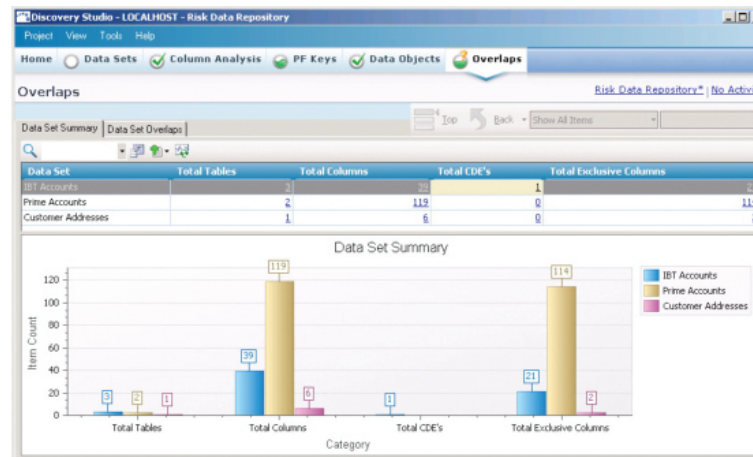 Discovery Studio - LOCALHOST - Risk Data Repository
Project View Tools Help
Home Data Sets Column Analysis PF Keys Data Objects Overlaps
Overlaps Risk Data Repository* | No Activi
Top Back Show All Items
Data Set Summary Data Set Overlaps
Data Set Total Tables Total Columns Total CDE's Total Exclusive Columns
IBT Accounts 3 39 1
Prime Accounts 2 119 0 11
Customer Addresses 1 6 0
Data Set Summary
Item Count
120
100
80
60
40
20
0
3 2 1
39 119 6
1
21 114 2
Total Tables Total Columns Total CDE's Total Exclusive Columns
Category
IBT Accounts
Prime Accounts
Customer Addresses